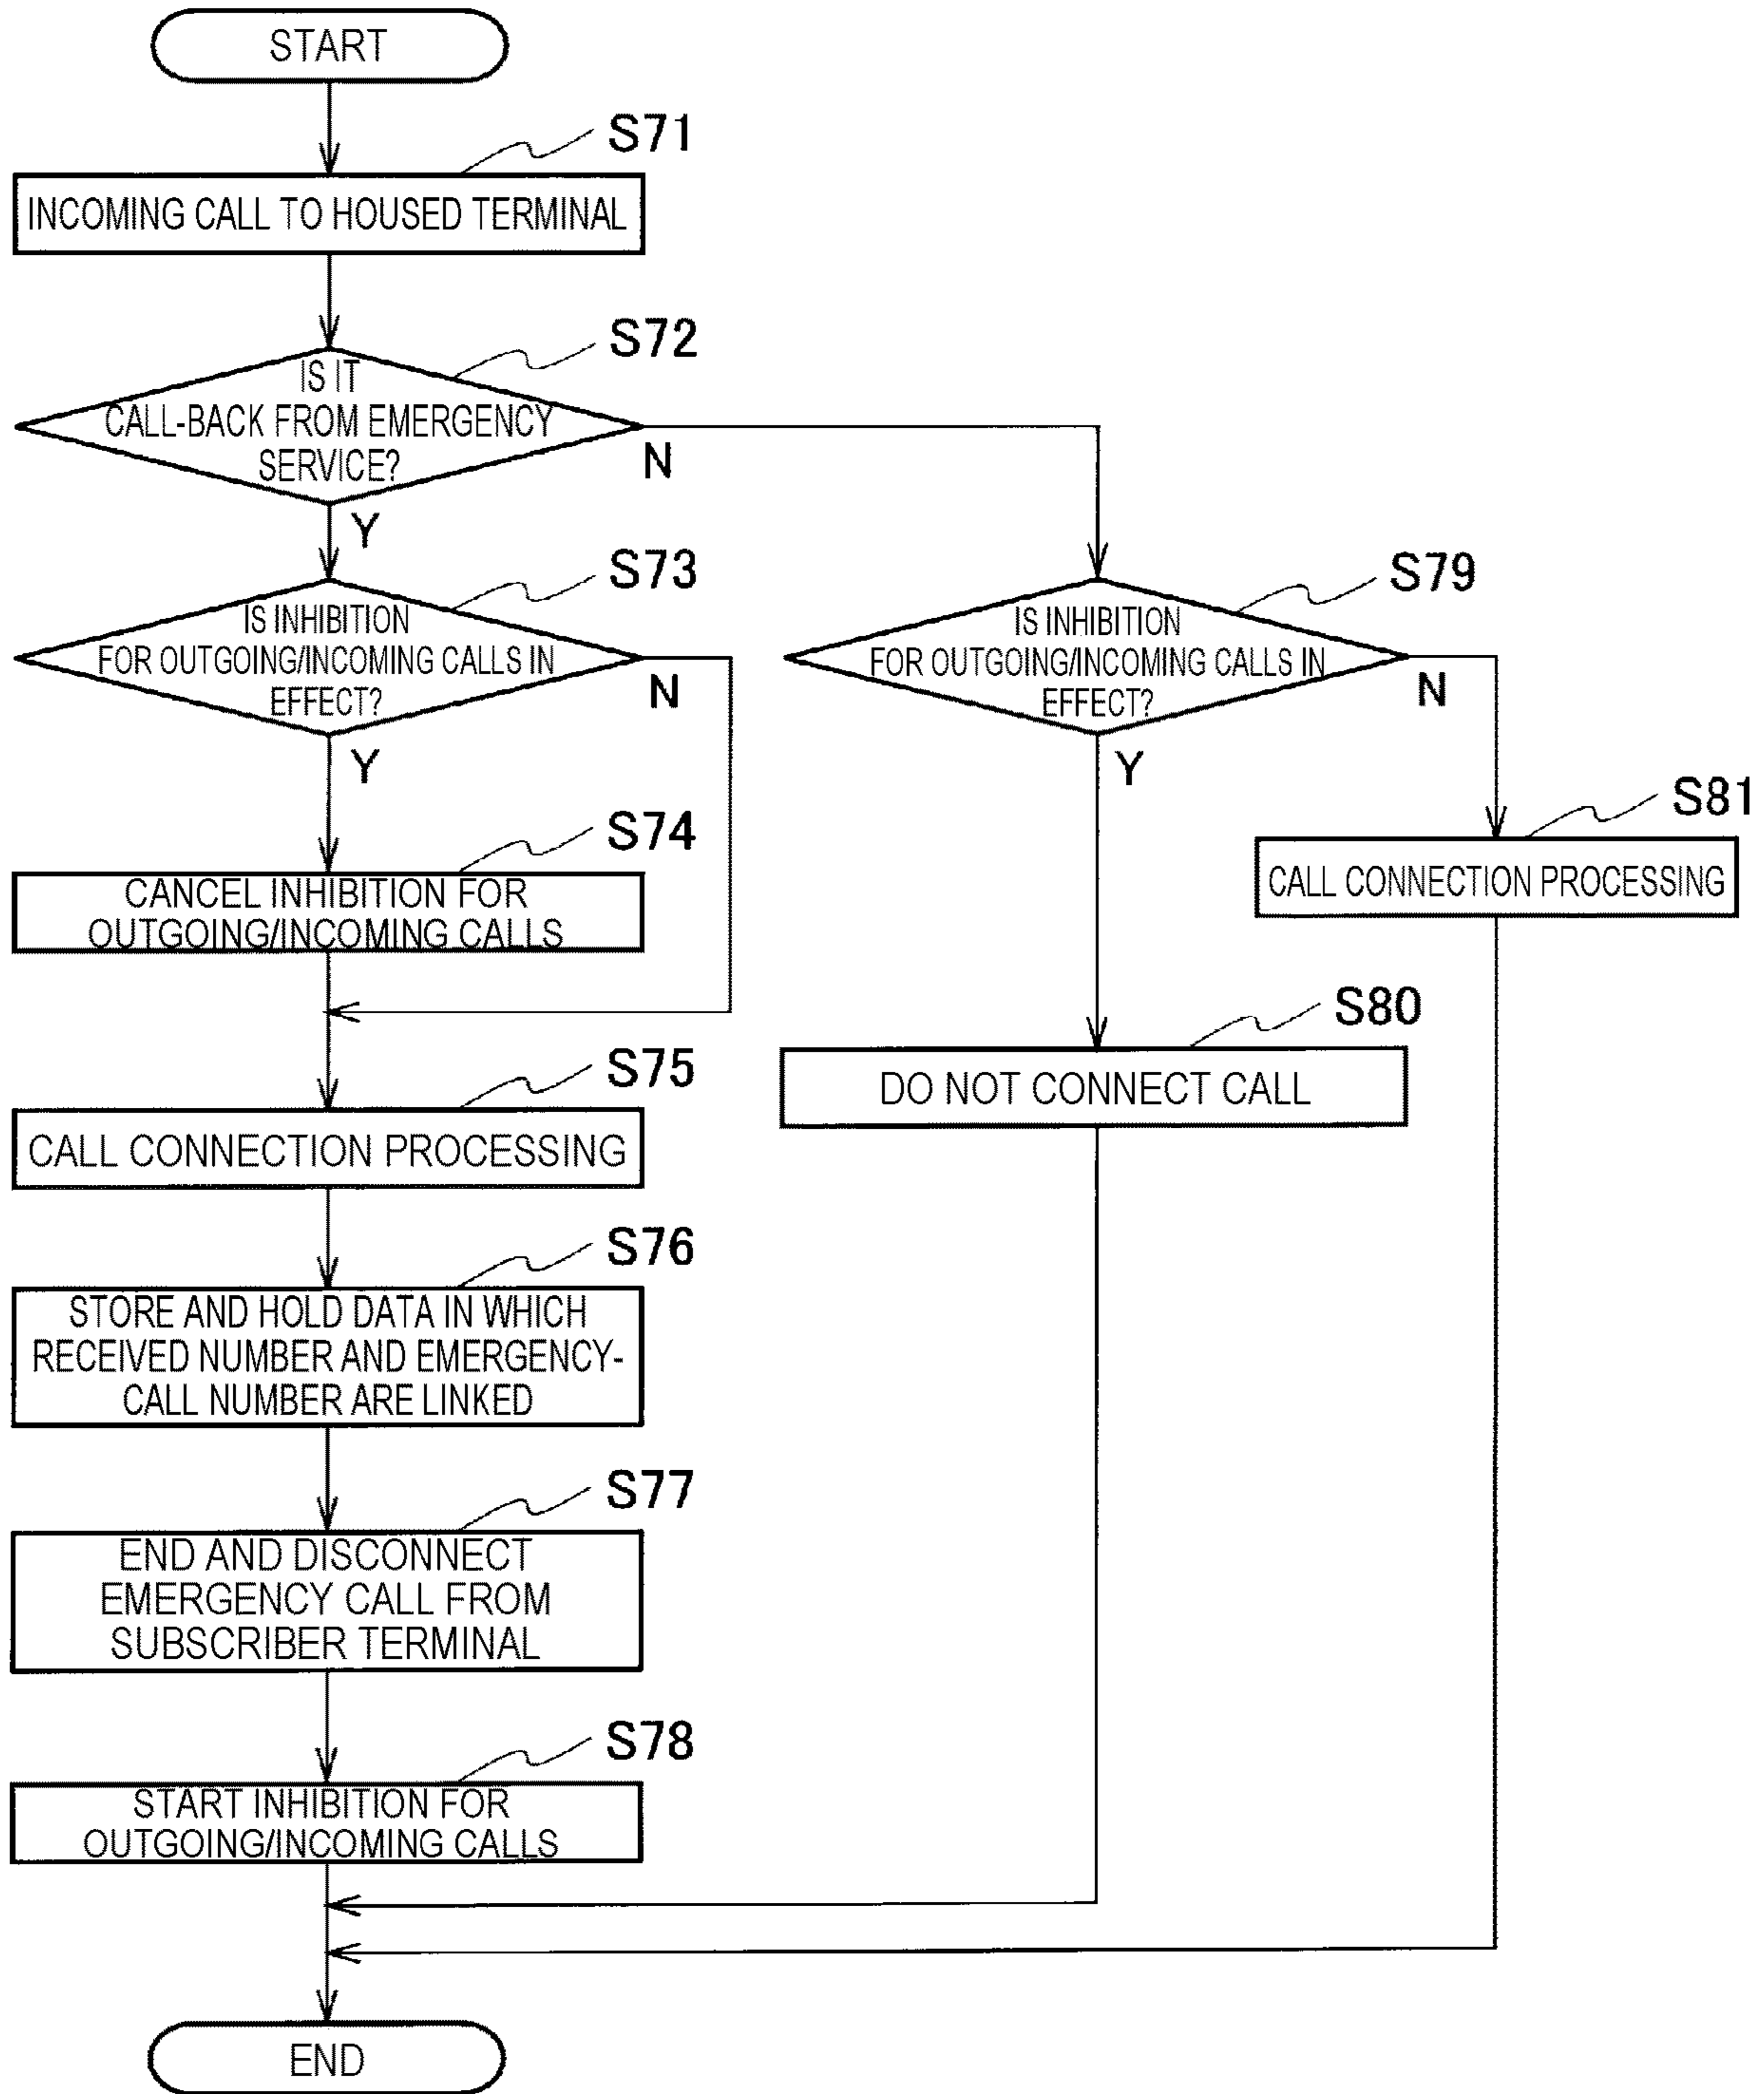 START
S71
INCOMING CALL TO HOUSED TERMINAL
S72
IS IT
CALL-BACK FROM EMERGENCY
SERVICE?
N
Y
S73
IS INHIBITION
FOR OUTGOING/INCOMING CALLS IN
EFFECT?
N
Y
S79
IS INHIBITION
FOR OUTGOING/INCOMING CALLS IN
EFFECT?
N
Y
S74
CANCEL INHIBITION FOR
OUTGOING/INCOMING CALLS
S81
CALL CONNECTION PROCESSING
S80
DO NOT CONNECT CALL
S75
CALL CONNECTION PROCESSING
S76
STORE AND HOLD DATA IN WHICH
RECEIVED NUMBER AND EMERGENCY-
CALL NUMBER ARE LINKED
S77
END AND DISCONNECT
EMERGENCY CALL FROM
SUBSCRIBER TERMINAL
S78
START INHIBITION FOR
OUTGOING/INCOMING CALLS
END